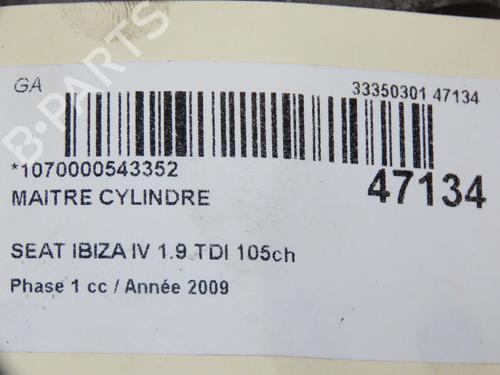 B-PARTS
GA
33350301 47134
*1070000543352
47134
MAITRE CYLINDRE
SEAT IBIZA IV 1.9 TDI 105ch
Phase 1 cc / Année 2009